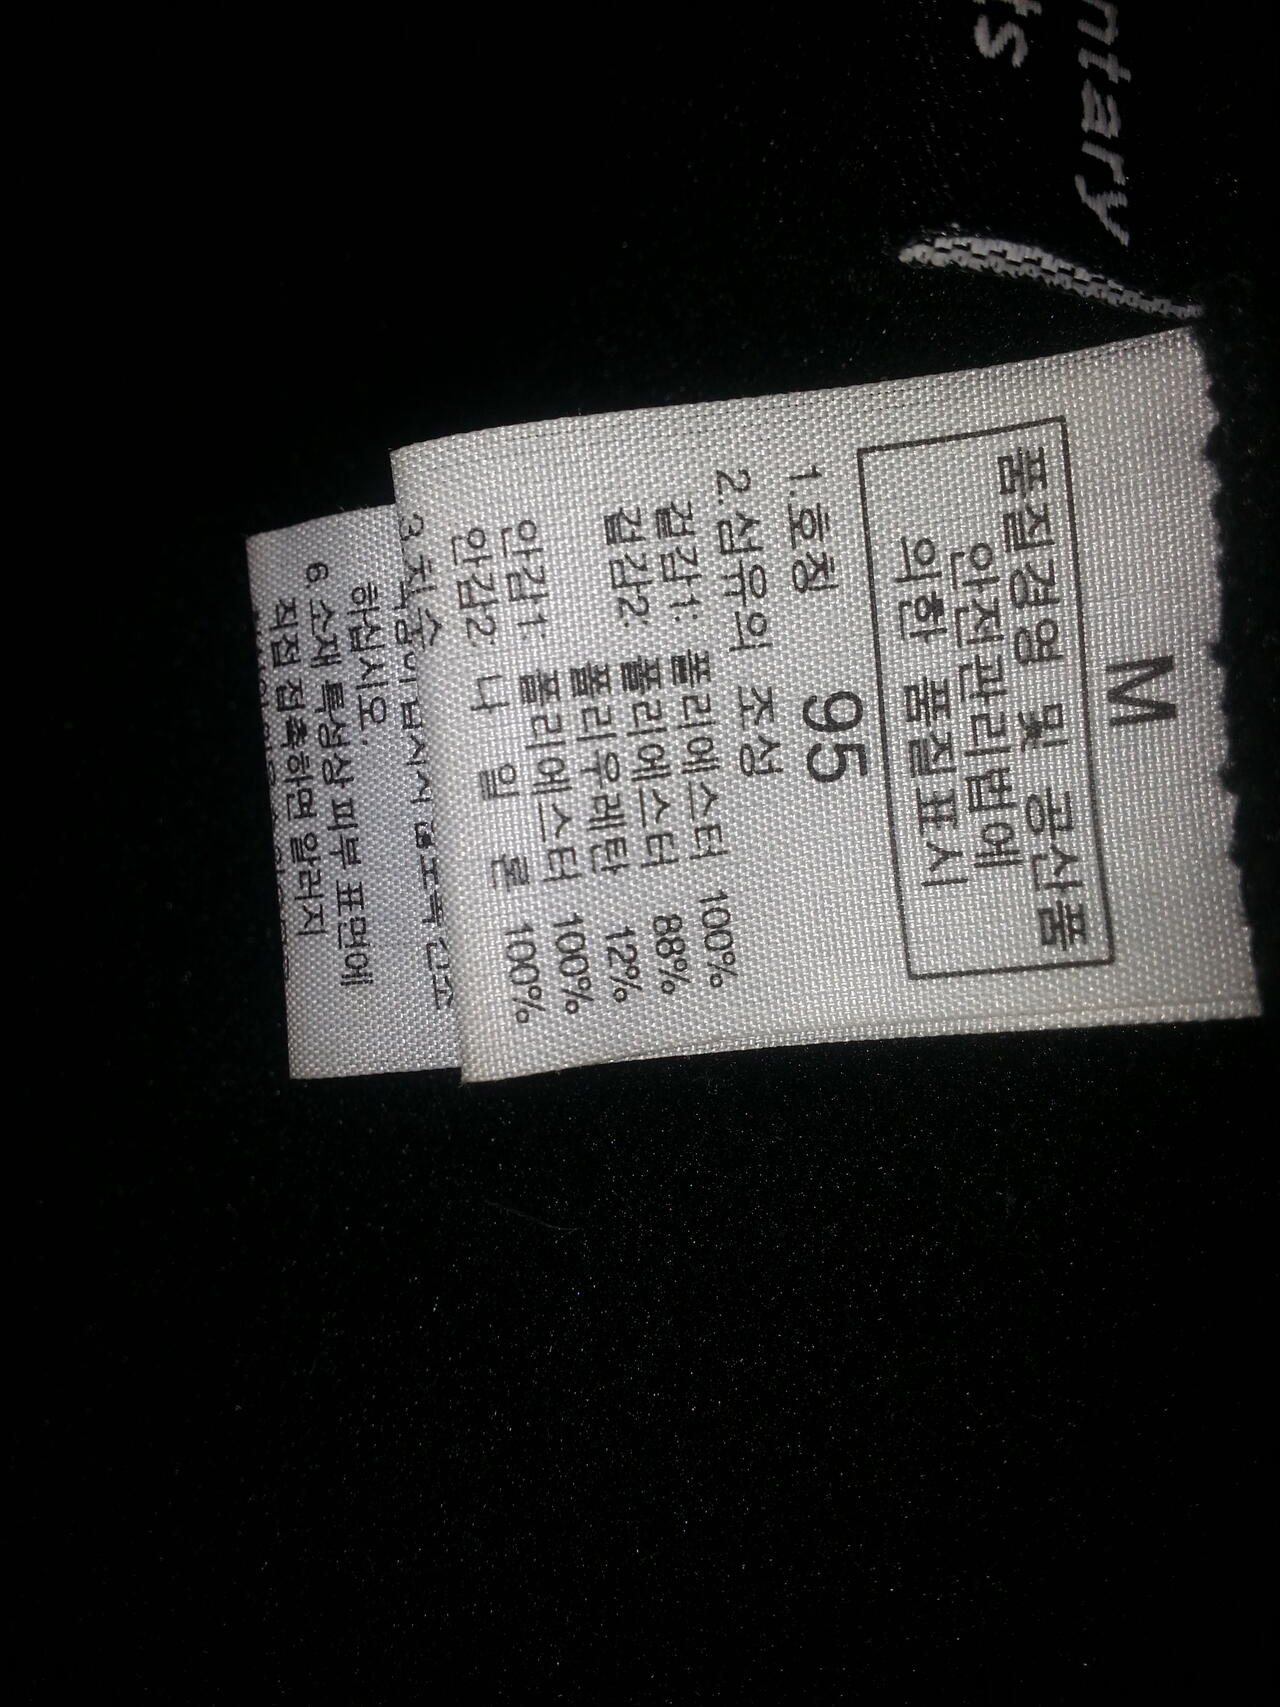 ntary
ts
M
품질경영 및 공산품
안전관리법에
의한 품질표시
1.호칭 95
2.섬유의 조성
겉감1: 폴리에스터 100%
겉감2: 폴리에스터 88%
폴리우레탄 12%
안감1: 폴리에스터 100%
안감2: 나 일 론 100%
3.치수
하십시오.
6 소재 특성상 피부 표면에
직접 접촉하면 알러지